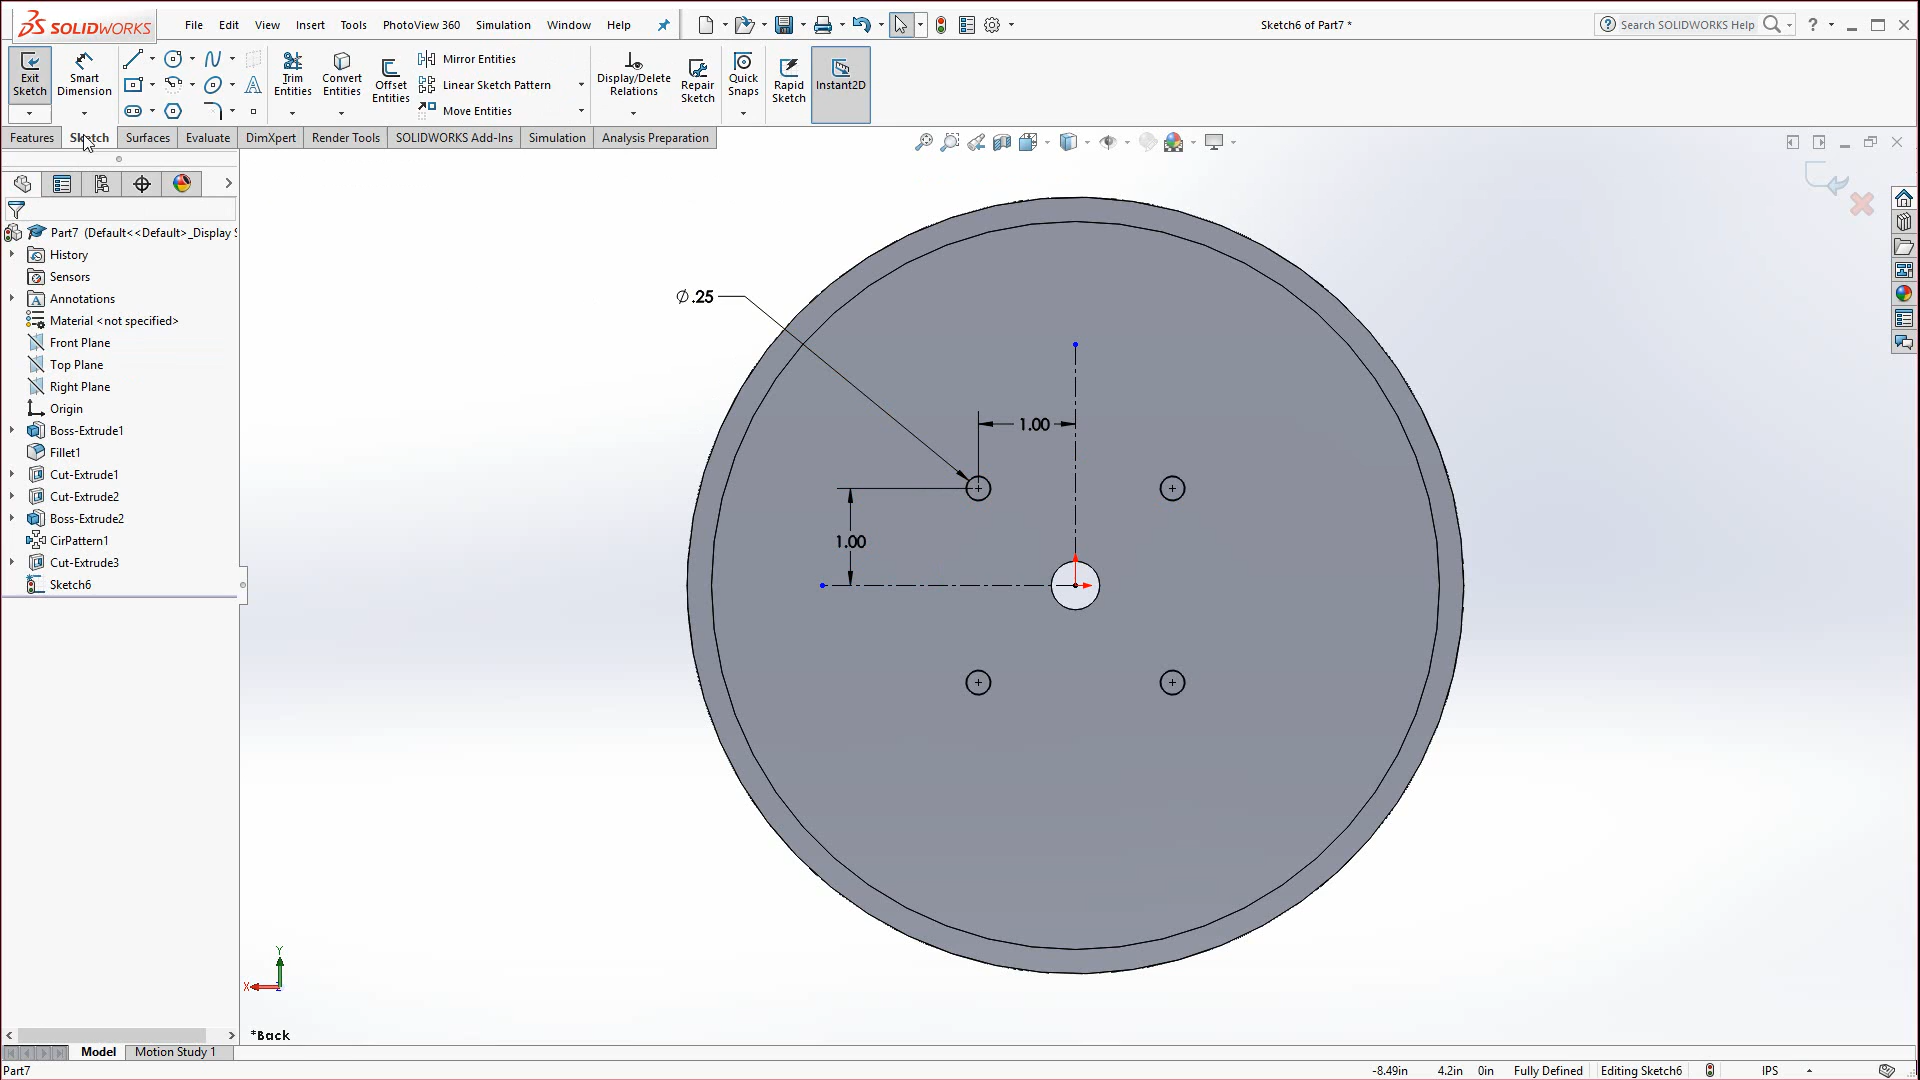 SOLIDWORKS
File Edit View Insert Tools PhotoView 360 Simulation Window Help
Sketch6 of Part7 *
Search SOLIDWORKS Help
Exit Sketch
Smart Dimension
Trim Entities
Convert Entities
Offset Entities
Mirror Entities
Linear Sketch Pattern
Move Entities
Display/Delete Relations
Repair Sketch
Quick Snaps
Rapid Sketch
Instant2D
Features Sketch Surfaces Evaluate DimXpert Render Tools SOLIDWORKS Add-Ins Simulation Analysis Preparation
Part7 (Default<<Default>_Display S
History
Sensors
Annotations
Material <not specified>
Front Plane
Top Plane
Right Plane
Origin
Boss-Extrude1
Fillet1
Cut-Extrude1
Cut-Extrude2
Boss-Extrude2
CirPattern1
Cut-Extrude3
Sketch6
∅.25
1.00
1.00
Y
X
*Back
Model Motion Study 1
Part7
-8.49in 4.2in 0in Fully Defined Editing Sketch6 IPS